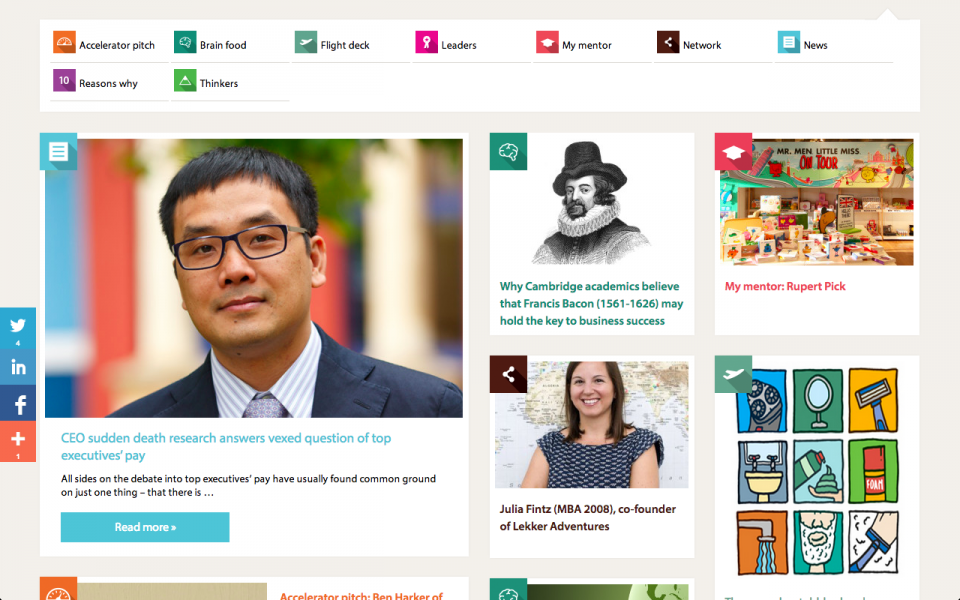 Accelerator pitch
Brain food
Flight deck
Leaders
My mentor
Network
News
10
Reasons why
Thinkers
MR. MEN LITTLE MISS
ON TOUR
Why Cambridge academics believe
that Francis Bacon (1561-1626) may
hold the key to business success
My mentor: Rupert Pick
4
in
f
+
1
CEO sudden death research answers vexed question of top
executives' pay
All sides on the debate into top executives' pay have usually found common ground
on just one thing – that there is ...
Read more »
Julia Fintz (MBA 2008), co-founder
of Lekker Adventures
FOAM
Accelerator pitch: Ben Harker of